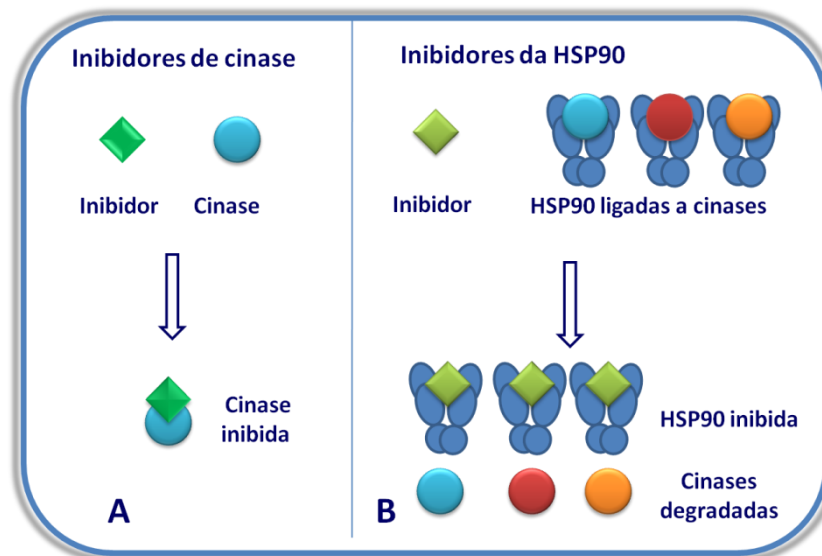 Inibidores de cinase
Inibidor
Cinase
Cinase
inibida
A
Inibidores da HSP90
Inibidor
HSP90 ligadas a cinases
HSP90 inibida
Cinases
degradadas
B